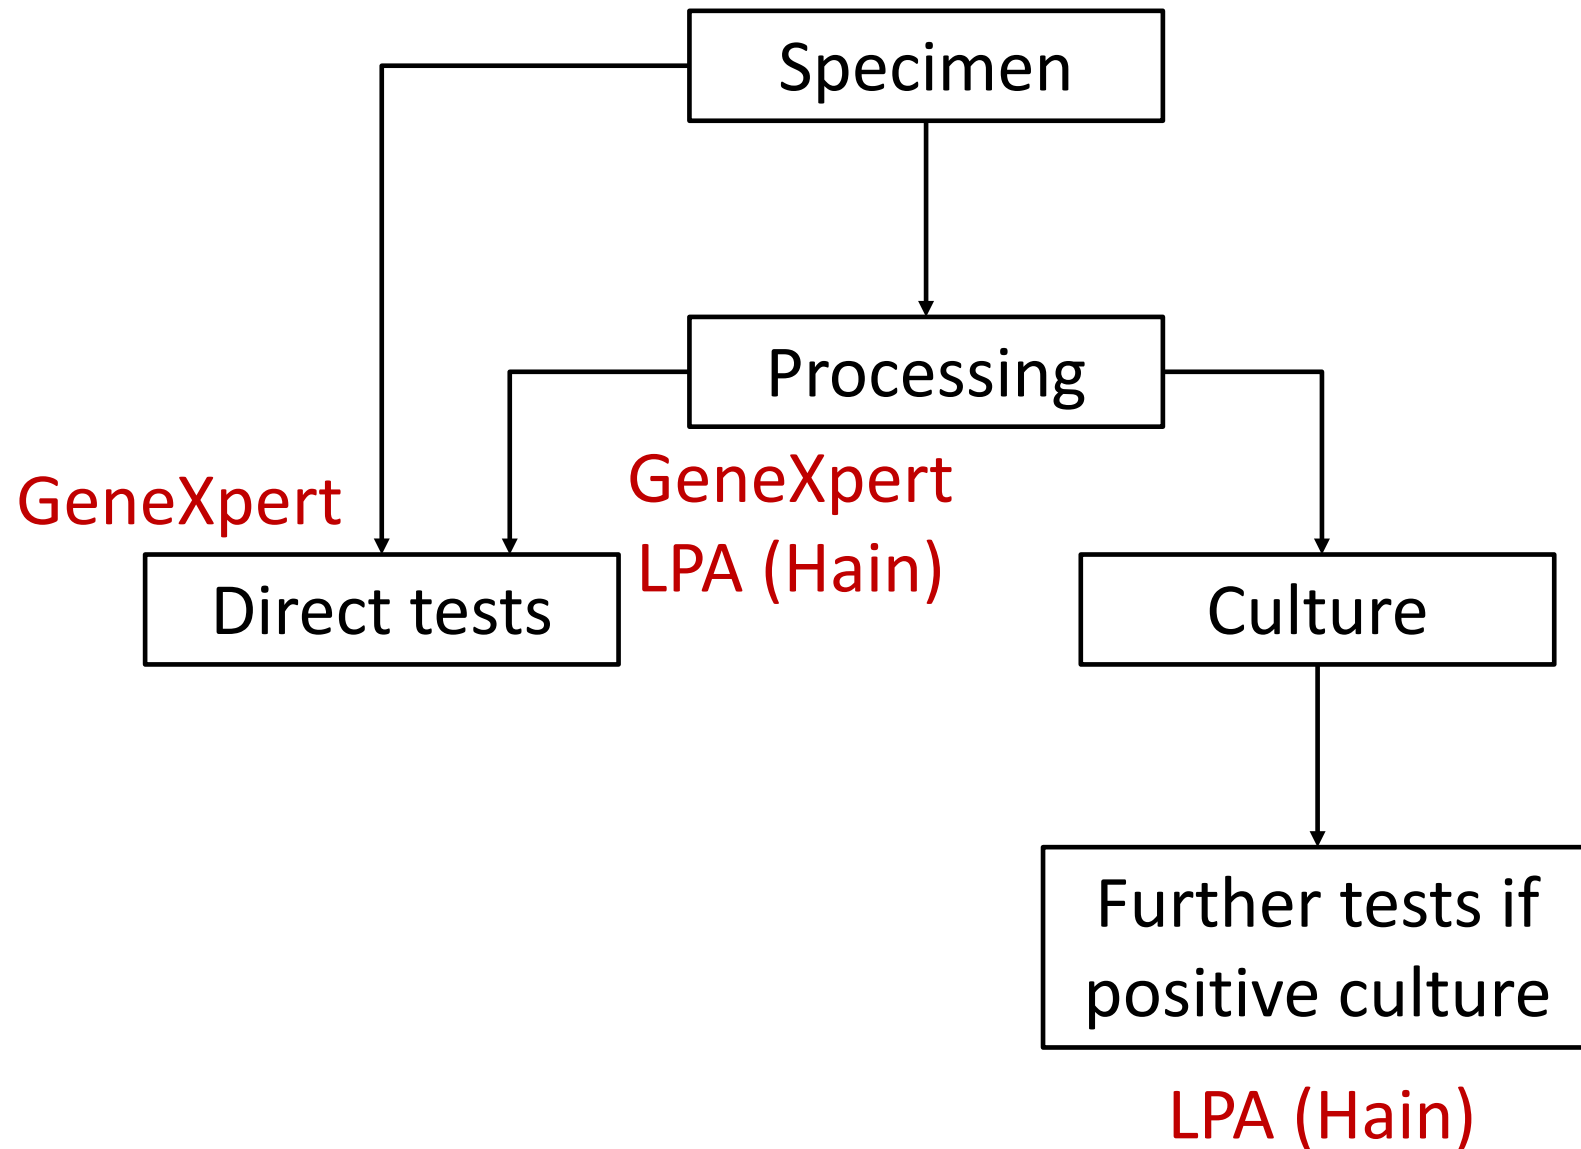 Specimen
Processing
GeneXpert
GeneXpert
LPA (Hain)
Direct tests
Culture
Further tests if
positive culture
LPA (Hain)